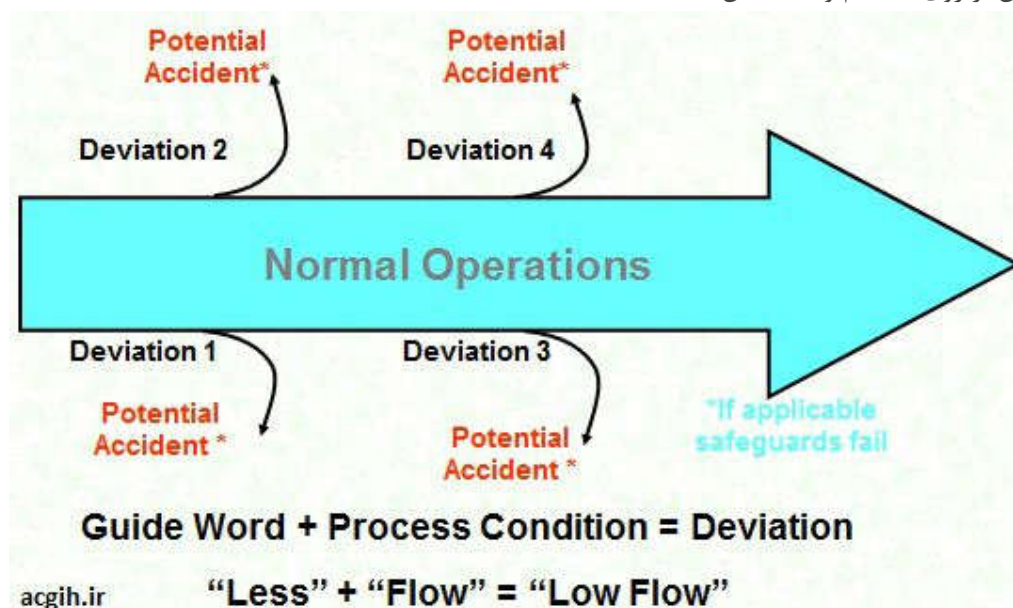 Potential
Accident*
Potential
Accident*
Deviation 2
Deviation 4
Normal Operations
Deviation 1
Deviation 3
Potential
Accident *
Potential
Accident *
*If applicable
safeguards fail
Guide Word + Process Condition = Deviation
acgih.ir
“Less” + “Flow” = “Low Flow”